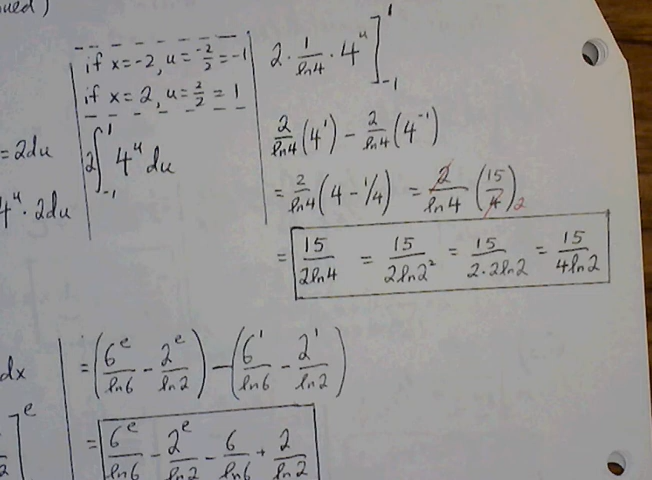 ued)
if x=-2, u=-2/2=-1
if x=2, u=2/2=1
=2du
4^u · 2du
2∫_{-1}^{1} 4^u du
2 · 1/ln4 · 4^u ]_{-1}^{1}
2/ln4 (4^1) - 2/ln4 (4^{-1})
= 2/ln4 (4 - 1/4) = 2/ln4 (15/4) 2
= 15/2ln4 = 15/2ln2^2 = 15/2·2ln2 = 15/4ln2
dx
]^e
= (6^e/ln6 - 2^e/ln2) - (6^1/ln6 - 2^1/ln2)
= 6^e/ln6 - 2^e/ln2 - 6/ln6 + 2/ln2